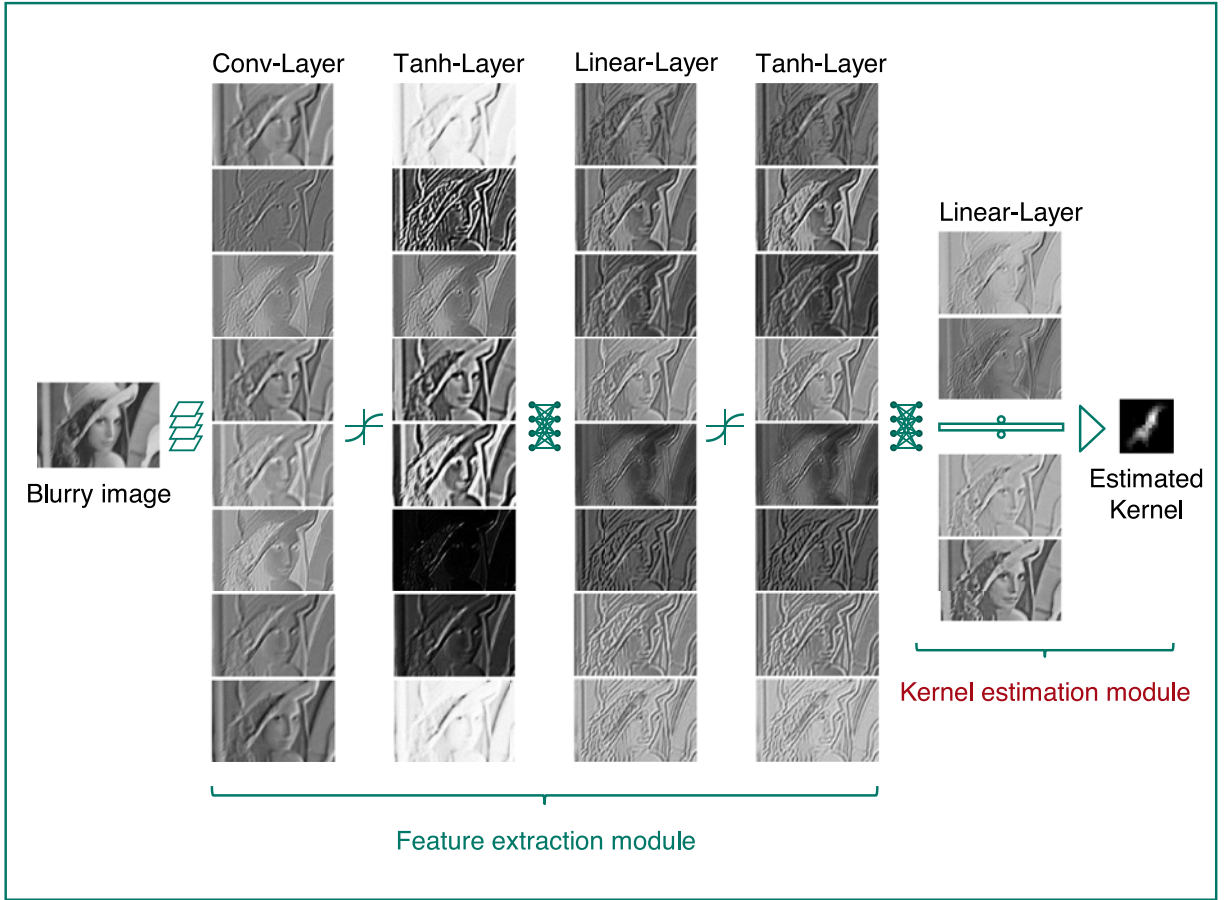 Conv-Layer
Tanh-Layer
Linear-Layer
Tanh-Layer
Linear-Layer
Blurry image
Estimated
Kernel
Kernel estimation module
Feature extraction module